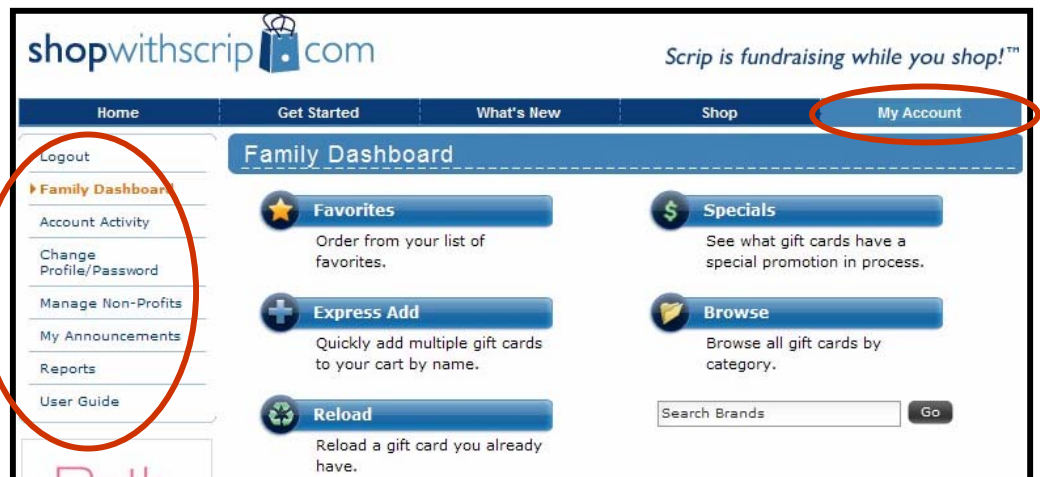 shopwithscrip com
Scrip is fundraising while you shop!™
Home Get Started What's New Shop My Account
Logout
Family Dashboard
Account Activity
Change
Profile/Password
Manage Non-Profits
My Announcements
Reports
User Guide
Family Dashboard
Favorites
Order from your list of
favorites.
Express Add
Quickly add multiple gift cards
to your cart by name.
Reload
Reload a gift card you already
have.
$ Specials
See what gift cards have a
special promotion in process.
Browse
Browse all gift cards by
category.
Search Brands Go